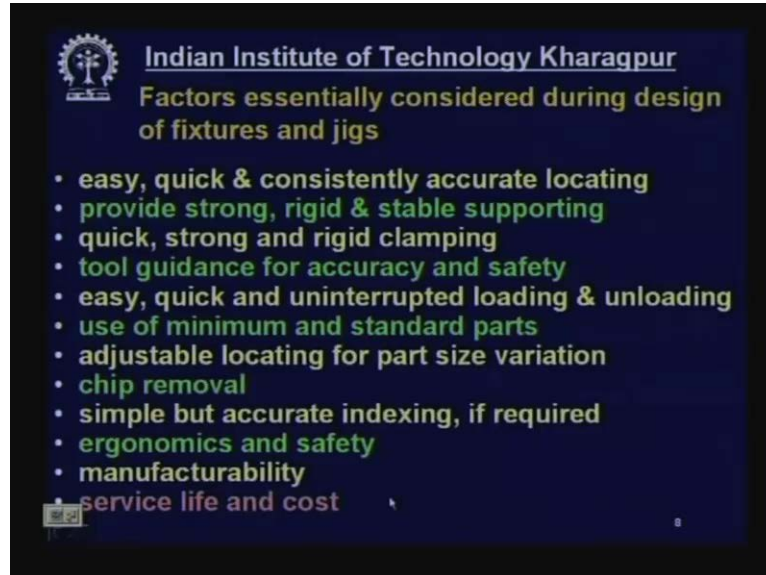 Indian Institute of Technology Kharagpur
Factors essentially considered during design
of fixtures and jigs
• easy, quick & consistently accurate locating
• provide strong, rigid & stable supporting
• quick, strong and rigid clamping
• tool guidance for accuracy and safety
• easy, quick and uninterrupted loading & unloading
• use of minimum and standard parts
• adjustable locating for part size variation
• chip removal
• simple but accurate indexing, if required
• ergonomics and safety
• manufacturability
• service life and cost
8